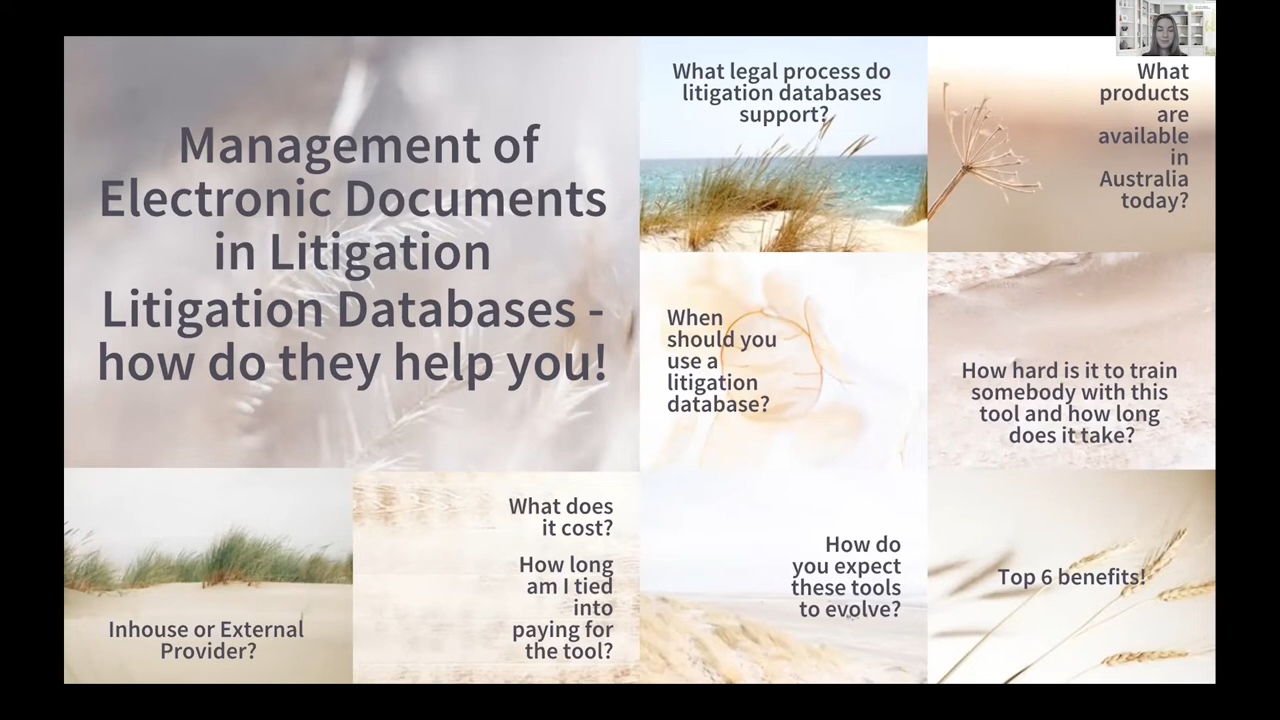 Management of
Electronic Documents
in Litigation
Litigation Databases -
how do they help you!
What legal process do
litigation databases
support?
What
products
are
available
in
Australia
today?
When
should you
use a
litigation
database?
How hard is it to train
somebody with this
tool and how long
does it take?
Inhouse or External
Provider?
What does
it cost?
How long
am I tied
into
paying for
the tool?
How do
you expect
these tools
to evolve?
Top 6 benefits!